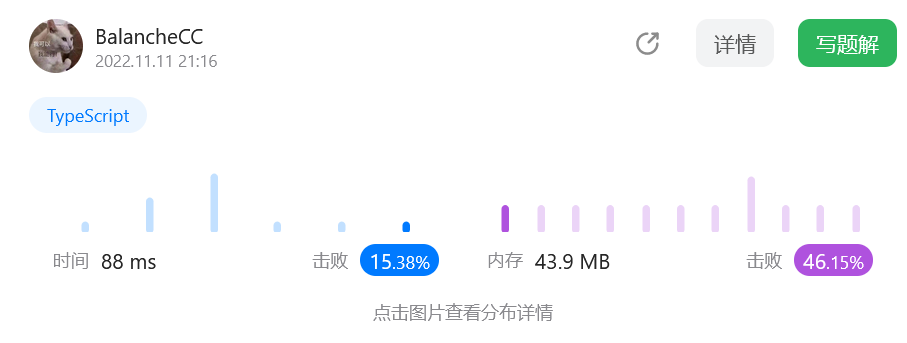 BalancheCC
2022.11.11 21:16
详情
写题解
TypeScript
时间 88 ms 击败 15.38%
内存 43.9 MB 击败 46.15%
点击图片查看分布详情